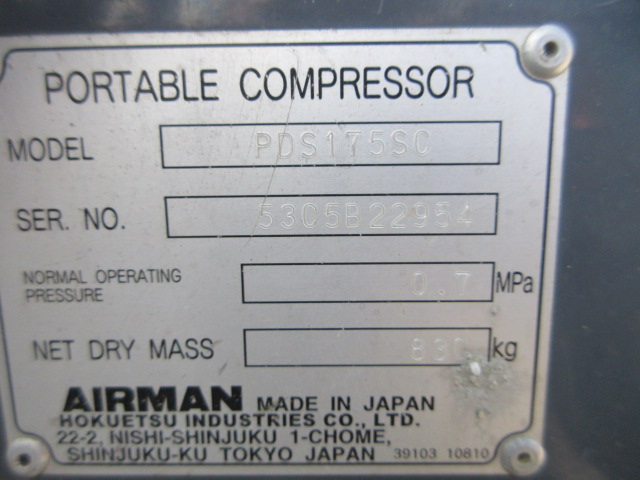 PORTABLE COMPRESSOR
MODEL PDS175SC
SER. NO. 5305B22954
NORMAL OPERATING PRESSURE 0.7 MPa
NET DRY MASS kg
AIRMAN MADE IN JAPAN
HOKUETSU INDUSTRIES CO., LTD.
22-2, NISHI-SHINJUKU 1-CHOME,
SHINJUKU-KU TOKYO JAPAN 39103 10810